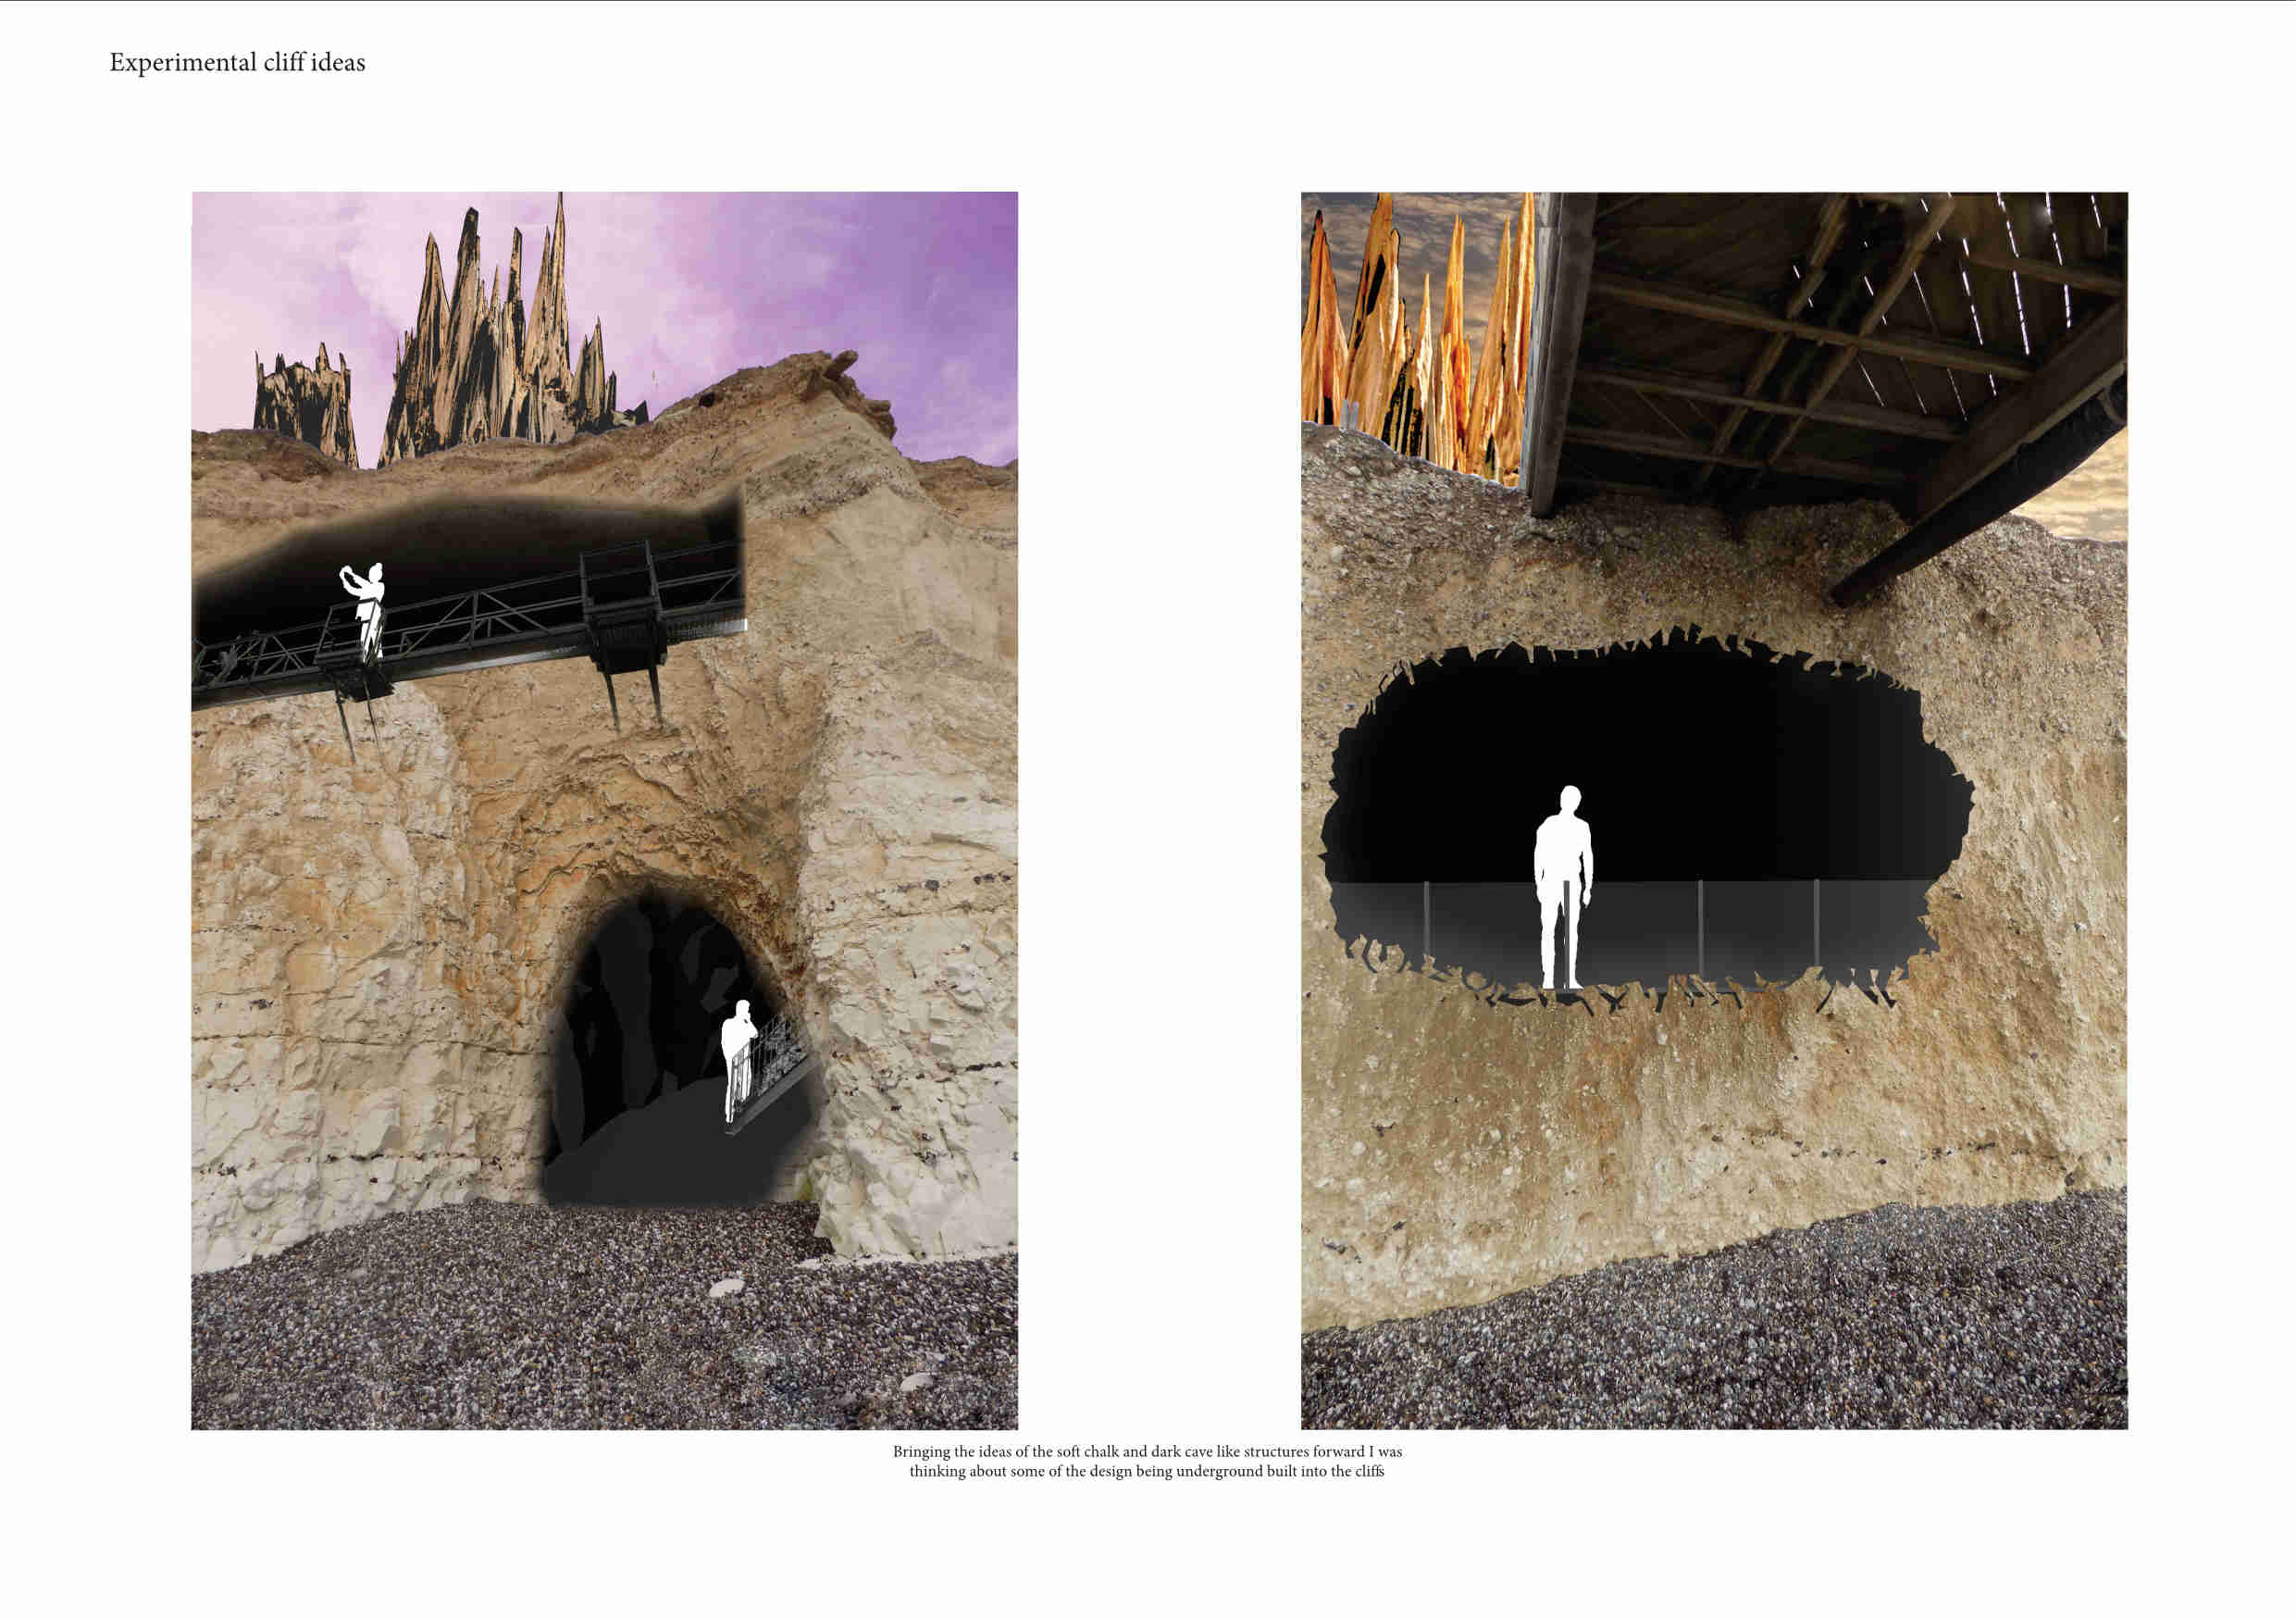 Experimental cliff ideas
Bringing the ideas of the soft chalk and dark cave like structures forward I was
thinking about some of the design being underground built into the cliffs